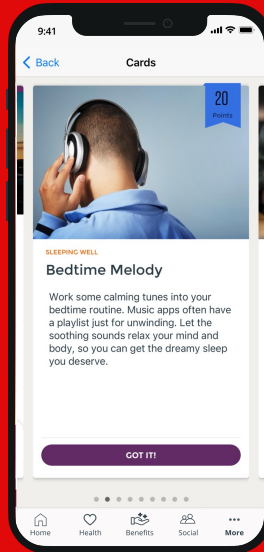 9:41
Back
Cards
20
Points
SLEEPING WELL
Bedtime Melody
Work some calming tunes into your
bedtime routine. Music apps often have
a playlist just for unwinding. Let the
soothing sounds relax your mind and
body, so you can get the dreamy sleep
you deserve.
GOT IT!
Home
Health
Benefits
Social
More